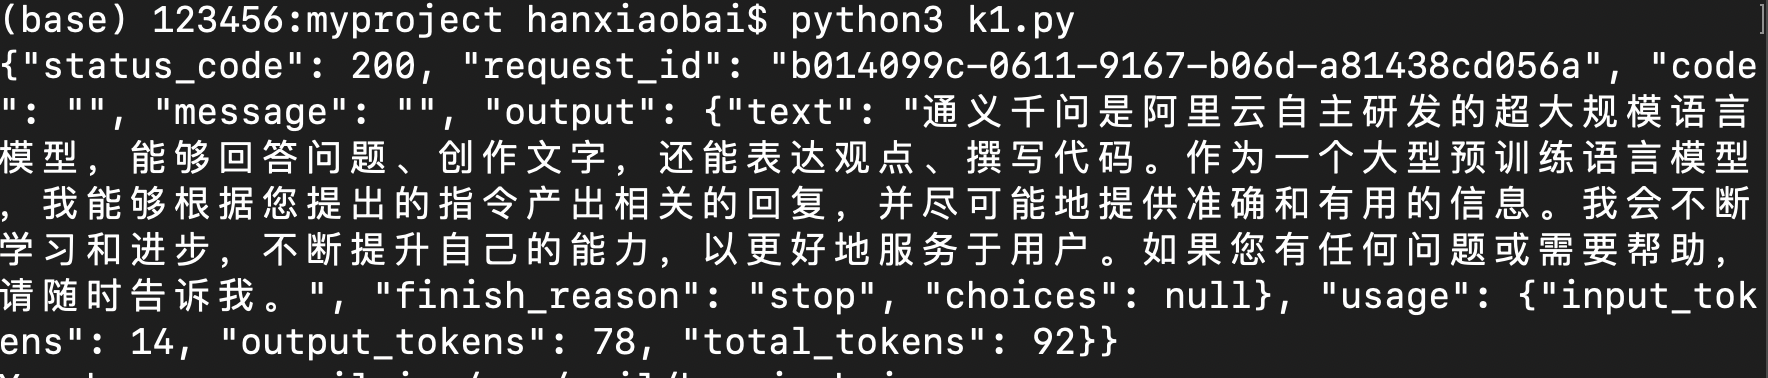 (base) 123456:myproject hanxiaobai$ python3 k1.py
{"status_code": 200, "request_id": "b014099c-0611-9167-b06d-a81438cd056a", "code
": "", "message": "", "output": {"text": "通义千问是阿里云自主研发的超大规模语言
模型，能够回答问题、创作文字，还能表达观点、撰写代码。作为一个大型预训练语言模型
，我能够根据您提出的指令产出相关的回复，并尽可能地提供准确和有用的信息。我会不断
学习和进步，不断提升自己的能力，以更好地服务于用户。如果您有任何问题或需要帮助，
请随时告诉我。", "finish_reason": "stop", "choices": null}, "usage": {"input_tok
ens": 14, "output_tokens": 78, "total_tokens": 92}}